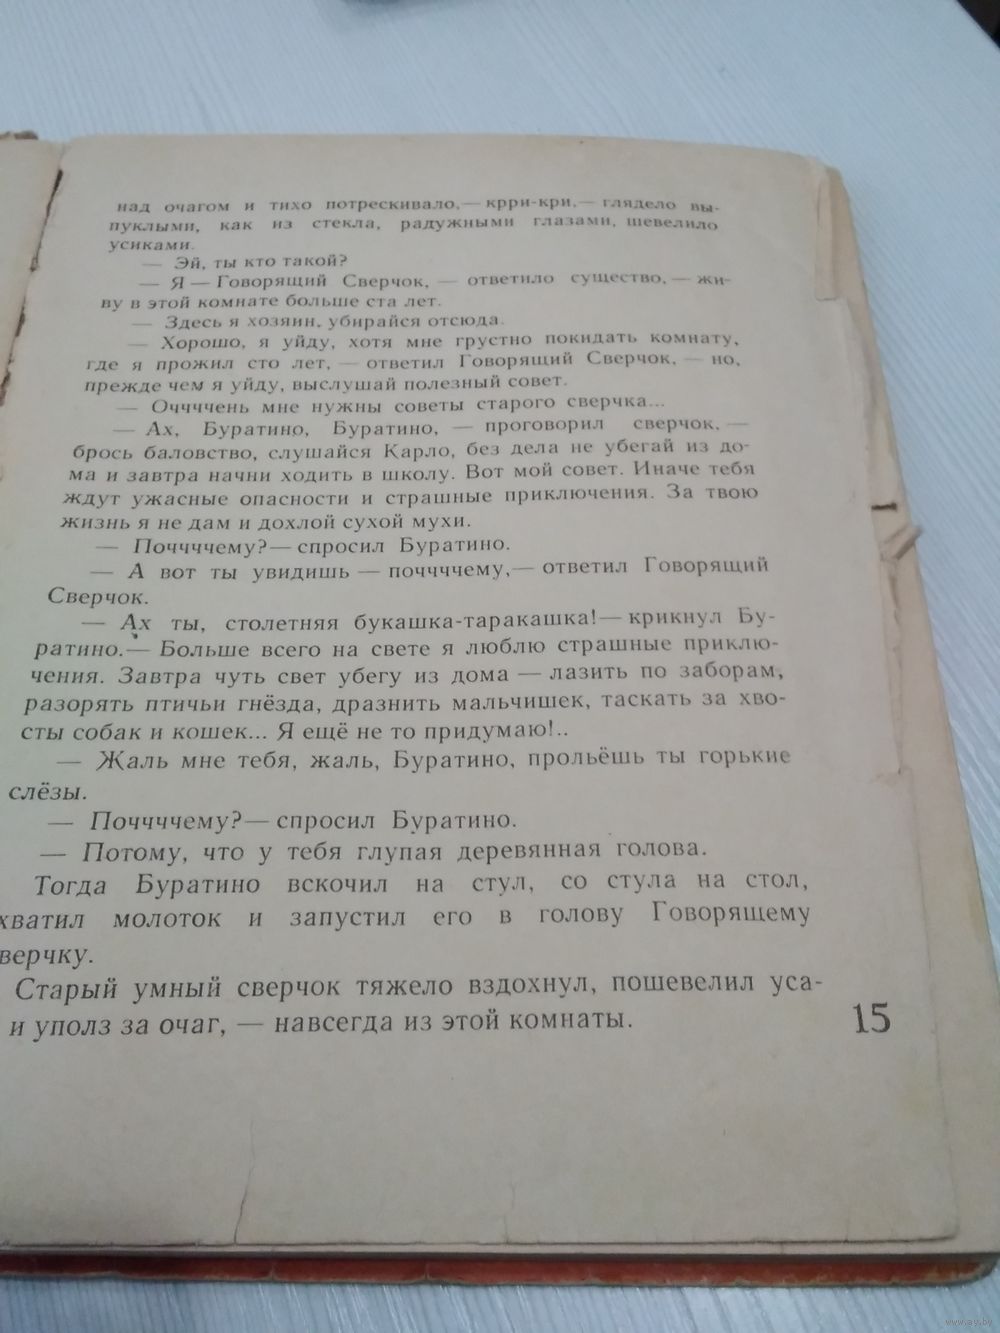 над очагом и тихо потрескивало,— крри-кри,— глядело вы-
пуклыми, как из стекла, радужными глазами, шевелило
усиками.
— Эй, ты кто такой?
— Я — Говорящий Сверчок, — ответило существо, — жи-
ву в этой комнате больше ста лет.
— Здесь я хозяин, убирайся отсюда.
— Хорошо, я уйду, хотя мне грустно покидать комнату,
где я прожил сто лет, — ответил Говорящий Сверчок, — но,
прежде чем я уйду, выслушай полезный совет.
— Оччччень мне нужны советы старого сверчка...
— Ах, Буратино, Буратино, — проговорил сверчок, —
брось баловство, слушайся Карло, без дела не убегай из до-
ма и завтра начни ходить в школу. Вот мой совет. Иначе тебя
ждут ужасные опасности и страшные приключения. За твою
жизнь я не дам и дохлой сухой мухи.
— Поччччему?— спросил Буратино.
— А вот ты увидишь — поччччему,— ответил Говорящий
Сверчок.
— Ах ты, столетняя букашка-таракашка!— крикнул Бу-
ратино.— Больше всего на свете я люблю страшные приклю-
чения. Завтра чуть свет убегу из дома — лазить по заборам,
разорять птичьи гнёзда, дразнить мальчишек, таскать за хво-
сты собак и кошек... Я ещё не то придумаю!..
— Жаль мне тебя, жаль, Буратино, прольёшь ты горькие
слёзы.
— Поччччему?— спросил Буратино.
— Потому, что у тебя глупая деревянная голова.
Тогда Буратино вскочил на стул, со стула на стол,
хватил молоток и запустил его в голову Говорящему
верчку.
Старый умный сверчок тяжело вздохнул, пошевелил уса-
и уполз за очаг, — навсегда из этой комнаты.
15
www.ay.by